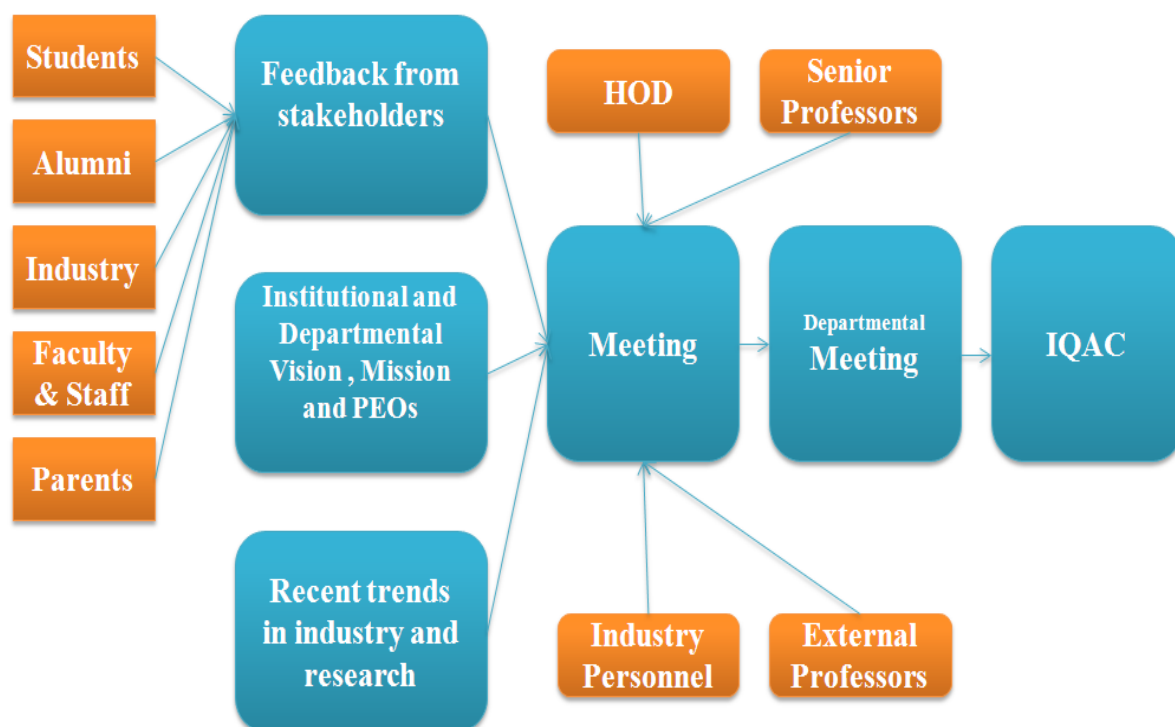 Students
Alumni
Industry
Faculty
& Staff
Parents
Feedback from
stakeholders
Institutional and
Departmental
Vision , Mission
and PEOs
Recent trends
in industry and
research
HOD
Senior
Professors
Meeting
Departmental
Meeting
IQAC
Industry
Personnel
External
Professors